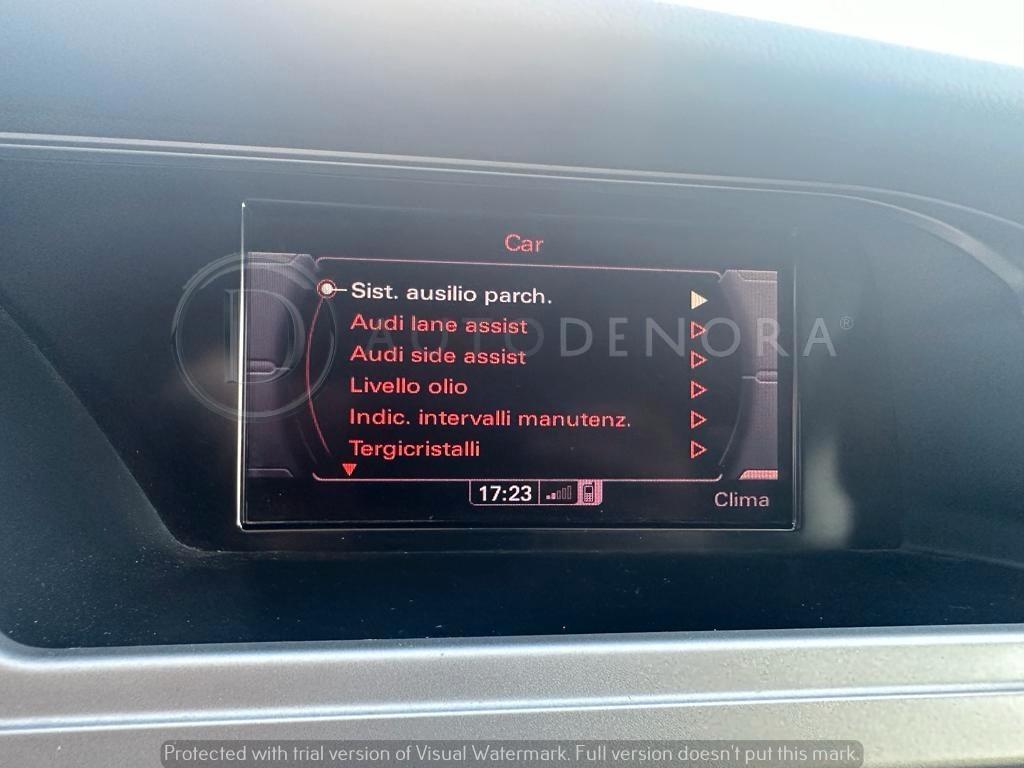 Car
Sist. ausilio parch.
Audi lane assist
Audi side assist
Livello olio
Indic. intervalli manutenz.
Tergicristalli
17:23
Clima
D AUTODENORA®
Protected with trial version of Visual Watermark. Full version doesn't put this mark.